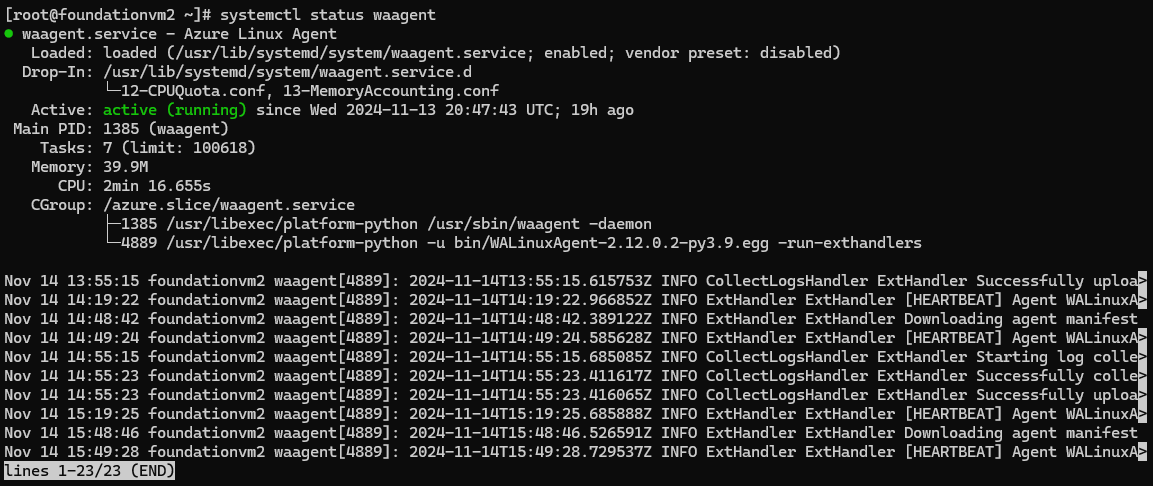 [root@foundationvm2 ~]# systemctl status waagent
● waagent.service - Azure Linux Agent
   Loaded: loaded (/usr/lib/systemd/system/waagent.service; enabled; vendor preset: disabled)
  Drop-In: /usr/lib/systemd/system/waagent.service.d
           └─12-CPUQuota.conf, 13-MemoryAccounting.conf
   Active: active (running) since Wed 2024-11-13 20:47:43 UTC; 19h ago
 Main PID: 1385 (waagent)
    Tasks: 7 (limit: 100618)
   Memory: 39.9M
      CPU: 2min 16.655s
   CGroup: /azure.slice/waagent.service
           ├─1385 /usr/libexec/platform-python /usr/sbin/waagent -daemon
           └─4889 /usr/libexec/platform-python -u bin/WALinuxAgent-2.12.0.2-py3.9.egg -run-exthandlers

Nov 14 13:55:15 foundationvm2 waagent[4889]: 2024-11-14T13:55:15.615753Z INFO CollectLogsHandler ExtHandler Successfully uploa>
Nov 14 14:19:22 foundationvm2 waagent[4889]: 2024-11-14T14:19:22.966852Z INFO ExtHandler ExtHandler [HEARTBEAT] Agent WALinuxA>
Nov 14 14:48:42 foundationvm2 waagent[4889]: 2024-11-14T14:48:42.389122Z INFO ExtHandler ExtHandler Downloading agent manifest
Nov 14 14:49:24 foundationvm2 waagent[4889]: 2024-11-14T14:49:24.585628Z INFO ExtHandler ExtHandler [HEARTBEAT] Agent WALinuxA>
Nov 14 14:55:15 foundationvm2 waagent[4889]: 2024-11-14T14:55:15.685085Z INFO CollectLogsHandler ExtHandler Starting log colle>
Nov 14 14:55:23 foundationvm2 waagent[4889]: 2024-11-14T14:55:23.411617Z INFO CollectLogsHandler ExtHandler Successfully colle>
Nov 14 14:55:23 foundationvm2 waagent[4889]: 2024-11-14T14:55:23.416065Z INFO CollectLogsHandler ExtHandler Successfully uploa>
Nov 14 15:19:25 foundationvm2 waagent[4889]: 2024-11-14T15:19:25.685888Z INFO ExtHandler ExtHandler [HEARTBEAT] Agent WALinuxA>
Nov 14 15:48:46 foundationvm2 waagent[4889]: 2024-11-14T15:48:46.526591Z INFO ExtHandler ExtHandler Downloading agent manifest
Nov 14 15:49:28 foundationvm2 waagent[4889]: 2024-11-14T15:49:28.729537Z INFO ExtHandler ExtHandler [HEARTBEAT] Agent WALinuxA>
lines 1-23/23 (END)